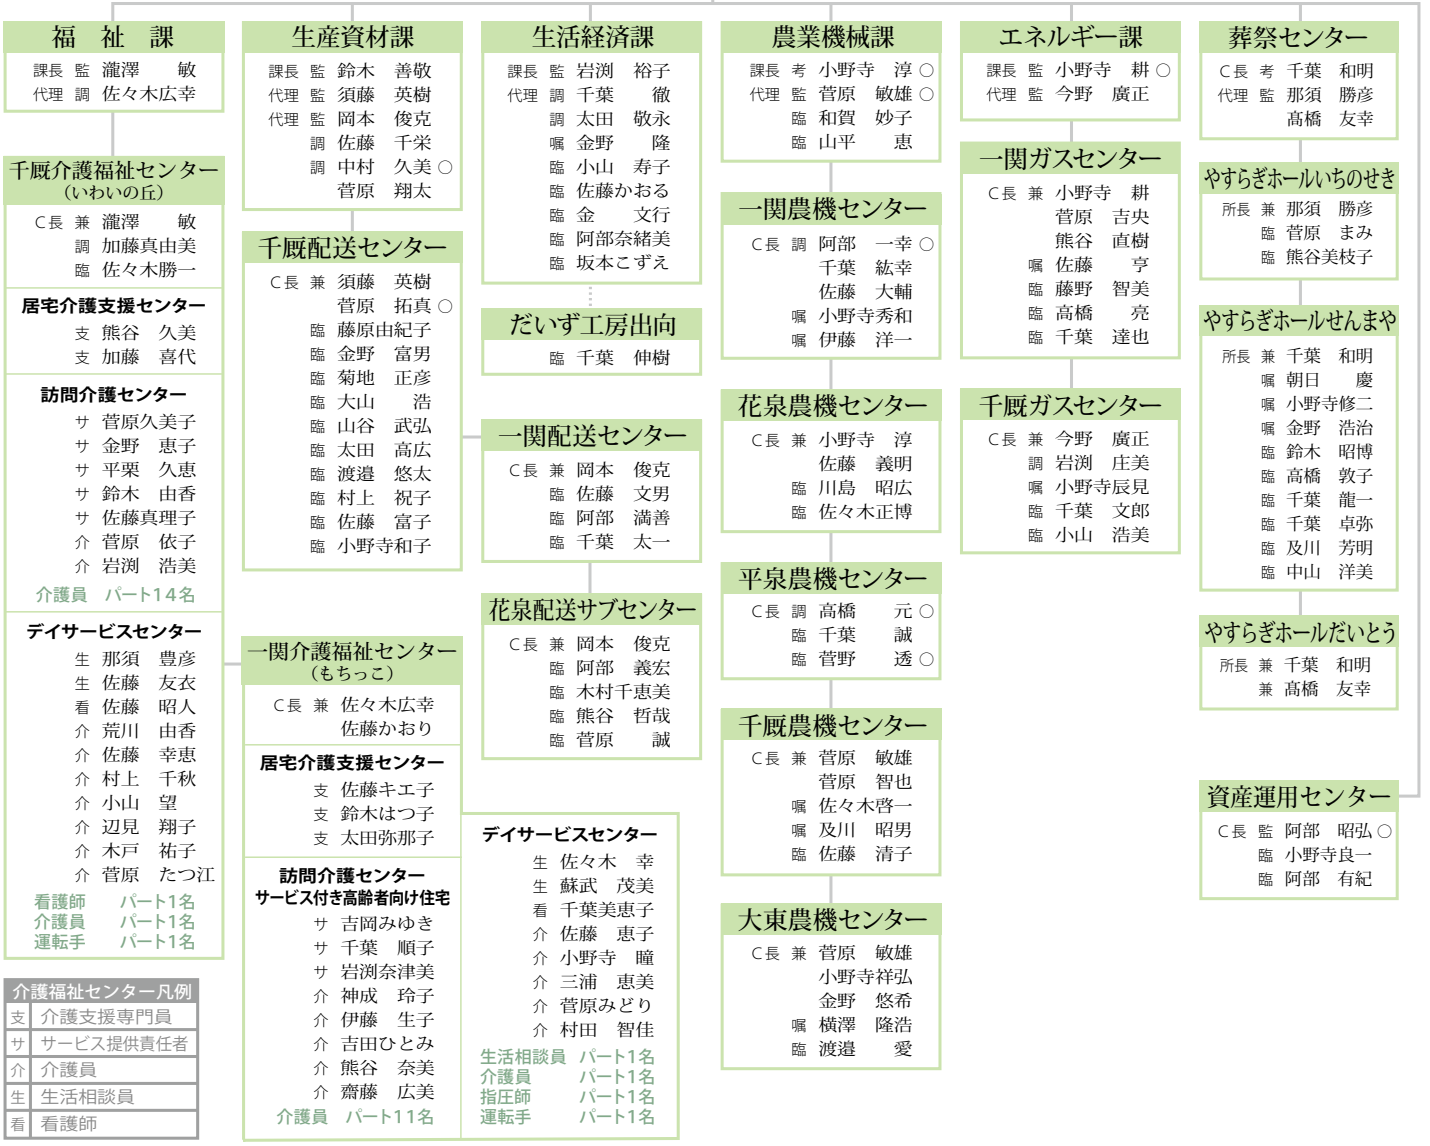 福祉課
課長 監 瀧澤 敏
代理 調 佐々木広幸
千厩介護福祉センター
（いわいの丘）
C長 兼 瀧澤 敏
調 加藤真由美
臨 佐々木勝一
居宅介護支援センター
支 熊谷 久美
支 加藤 喜代
訪問介護センター
サ 菅原久美子
サ 金野 恵子
サ 平栗 久恵
サ 鈴木 由香
サ 佐藤真理子
介 菅原 依子
介 岩渕 浩美
介護員 パート14名
デイサービスセンター
生 那須 豊彦
生 佐藤 友衣
看 佐藤 昭人
介 荒川 由香
介 佐藤 幸恵
介 村上 千秋
介 小山 望
介 辺見 翔子
介 木戸 祐子
介 菅原 たつ江
看護師 パート1名
介護員 パート1名
運転手 パート1名
介護福祉センター凡例
支 介護支援専門員
サ サービス提供責任者
介 介護員
生 生活相談員
看 看護師
生産資材課
課長 監 鈴木 善敬
代理 監 須藤 英樹
代理 監 岡本 俊克
調 佐藤 千栄
調 中村 久美 ○
菅原 翔太
千厩配送センター
C長 兼 須藤 英樹
菅原 拓真 ○
臨 藤原由紀子
臨 金野 富男
臨 菊地 正彦
臨 大山 浩
臨 山谷 武弘
臨 太田 高広
臨 渡邉 悠太
臨 村上 祝子
臨 佐藤 富子
臨 小野寺和子
一関介護福祉センター
（もちっこ）
C長 兼 佐々木広幸
佐藤かおり
居宅介護支援センター
支 佐藤キエ子
支 鈴木はつ子
支 太田弥那子
訪問介護センター
サービス付き高齢者向け住宅
サ 吉岡みゆき
サ 千葉 順子
サ 岩渕奈津美
介 神成 玲子
介 伊藤 生子
介 吉田ひとみ
介 熊谷 奈美
介 齋藤 広美
介護員 パート11名
デイサービスセンター
生 佐々木 幸
生 蘇武 茂美
看 千葉美恵子
介 佐藤 恵子
介 小野寺 瞳
介 三浦 恵美
介 菅原みどり
介 村田 智佳
生活相談員 パート1名
介護員 パート1名
指圧師 パート1名
運転手 パート1名
生活経済課
課長 監 岩渕 裕子
代理 調 千葉 徹
調 太田 敬永
嘱 金野 隆
臨 小山 寿子
臨 佐藤かおる
臨 金 文行
臨 阿部奈緒美
臨 坂本こずえ
だいず工房出向
臨 千葉 伸樹
一関配送センター
C長 兼 岡本 俊克
臨 佐藤 文男
臨 阿部 満善
臨 千葉 太一
花泉配送サブセンター
C長 兼 岡本 俊克
臨 阿部 義宏
臨 木村千恵美
臨 熊谷 哲哉
臨 菅原 誠
農業機械課
課長 考 小野寺 淳 ○
代理 監 菅原 敏雄 ○
臨 和賀 妙子
臨 山平 恵
一関農機センター
C長 調 阿部 一幸 ○
千葉 紘幸
佐藤 大輔
嘱 小野寺秀和
嘱 伊藤 洋一
花泉農機センター
C長 兼 小野寺 淳
佐藤 義明
臨 川島 昭広
臨 佐々木正博
平泉農機センター
C長 調 高橋 元 ○
臨 千葉 誠
臨 菅野 透 ○
千厩農機センター
C長 兼 菅原 敏雄
菅原 智也
嘱 佐々木啓一
嘱 及川 昭男
臨 佐藤 清子
大東農機センター
C長 兼 菅原 敏雄
小野寺祥弘
金野 悠希
嘱 横澤 隆浩
臨 渡邉 愛
エネルギー課
課長 監 小野寺 耕 ○
代理 監 今野 廣正
一関ガスセンター
C長 兼 小野寺 耕
菅原 吉央
熊谷 直樹
嘱 佐藤 亨
臨 藤野 智美
臨 高橋 亮
臨 千葉 達也
千厩ガスセンター
C長 兼 今野 廣正
調 岩渕 庄美
嘱 小野寺辰見
臨 千葉 文郎
臨 小山 浩美
葬祭センター
C長 考 千葉 和明
代理 監 那須 勝彦
髙橋 友幸
やすらぎホールいちのせき
所長 兼 那須 勝彦
臨 菅原 まみ
臨 熊谷美枝子
やすらぎホールせんまや
所長 兼 千葉 和明
嘱 朝日 慶
嘱 小野寺修二
嘱 金野 浩治
臨 鈴木 昭博
臨 高橋 敦子
臨 千葉 龍一
臨 千葉 卓弥
臨 及川 芳明
臨 中山 洋美
やすらぎホールだいとう
所長 兼 千葉 和明
兼 髙橋 友幸
資産運用センター
C長 監 阿部 昭弘 ○
臨 小野寺良一
臨 阿部 有紀